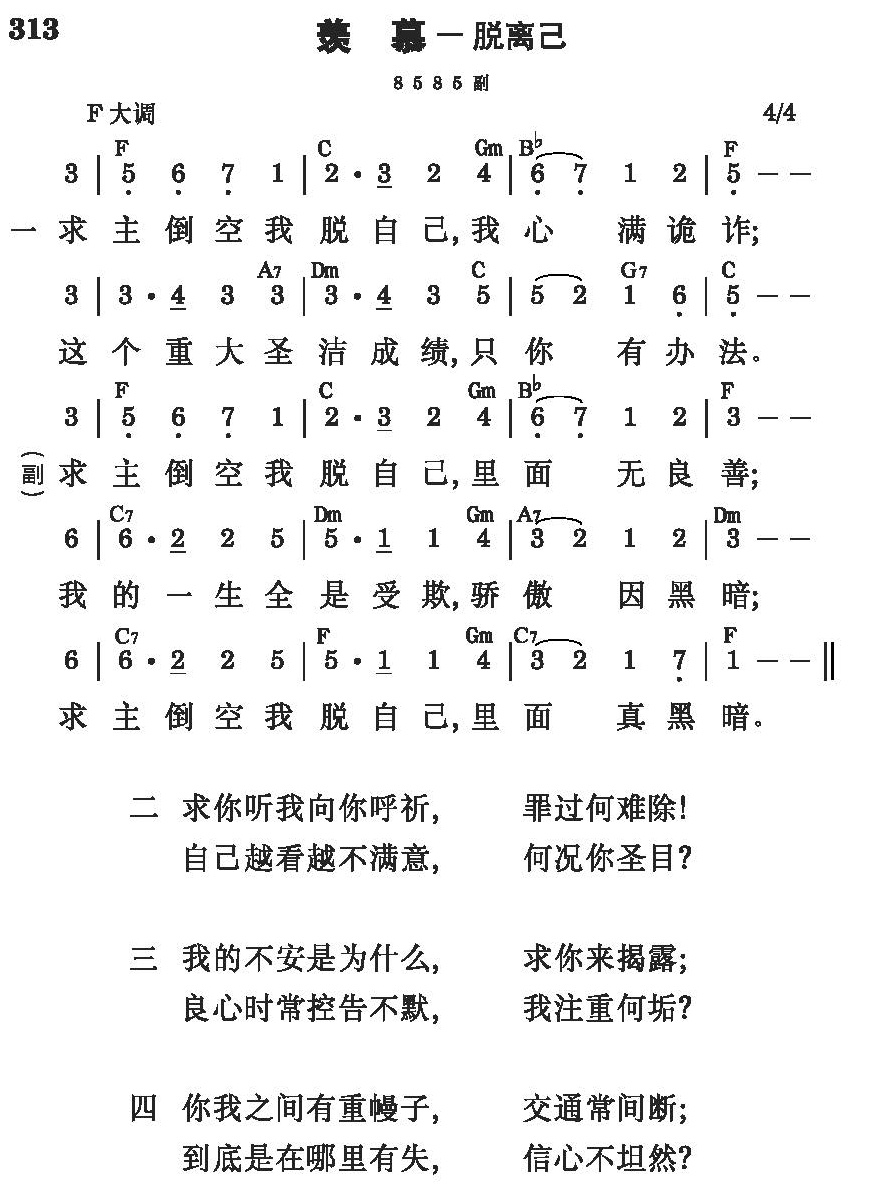 313
羡 慕 — 脱离己
8 5 8 5 副
F 大调 4/4
F C Gm B♭ F
3 | 5̣ 6̣ 7̣ 1 | 2 · 3̲ 2 4 | 6̣ 7̣ 1 2 | 5̣ — —
一 求 主 倒 空 我 脱 自 己, 我 心 满 诡 诈;
A7 Dm C G7 C
3 | 3 · 4̲ 3 3 | 3 · 4̲ 3 5 | 5 2 1 6̣ | 5̣ — —
这 个 重 大 圣 洁 成 绩, 只 你 有 办 法。
F C Gm B♭ F
3 | 5̣ 6̣ 7̣ 1 | 2 · 3̲ 2 4 | 6̣ 7̣ 1 2 | 3 — —
(副) 求 主 倒 空 我 脱 自 己, 里 面 无 良 善;
C7 Dm Gm A7 Dm
6 | 6 · 2̲ 2 5 | 5 · 1̲ 1 4 | 3 2 1 2 | 3 — —
我 的 一 生 全 是 受 欺, 骄 傲 因 黑 暗;
C7 F Gm C7 F
6 | 6 · 2̲ 2 5 | 5 · 1̲ 1 4 | 3 2 1 7̣ | 1 — — ‖
求 主 倒 空 我 脱 自 己, 里 面 真 黑 暗。
二 求你听我向你呼祈, 罪过何难除!
自己越看越不满意, 何况你圣目?
三 我的不安是为什么, 求你来揭露;
良心时常控告不默, 我注重何垢?
四 你我之间有重幔子, 交通常间断;
到底是在哪里有失, 信心不坦然?